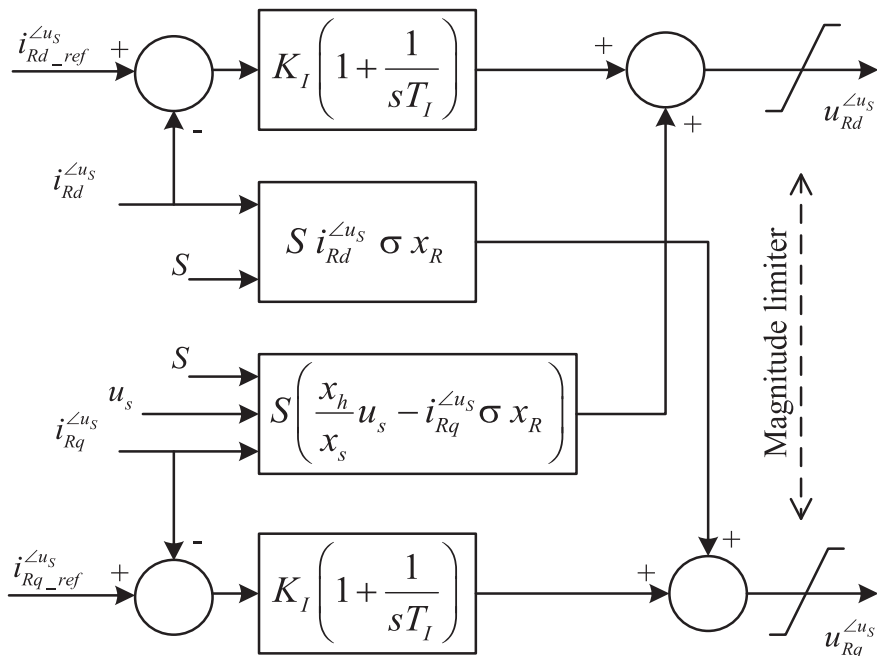 i_{Rd_ref}^{∠u_S} +
K_I(1 + 1/(sT_I))
+
u_{Rd}^{∠u_S}
-
+
i_{Rd}^{∠u_S}
S i_{Rd}^{∠u_S} σ x_R
S
Magnitude limiter
S
u_s
S(x_h/x_s u_s − i_{Rq}^{∠u_S} σ x_R)
i_{Rq}^{∠u_S}
-
+
i_{Rq_ref}^{∠u_S} +
K_I(1 + 1/(sT_I))
+
u_{Rq}^{∠u_S}